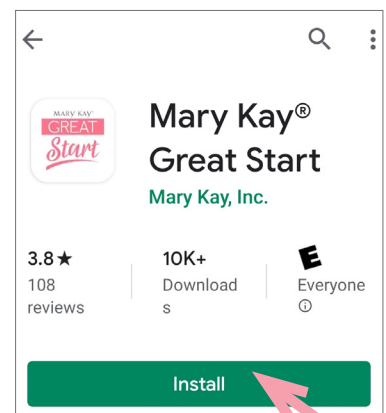 MARY KAY®
GREAT
Start
Mary Kay®
Great Start
Mary Kay, Inc.
3.8★ 10K+ E
108 Download Everyone
reviews s
Install